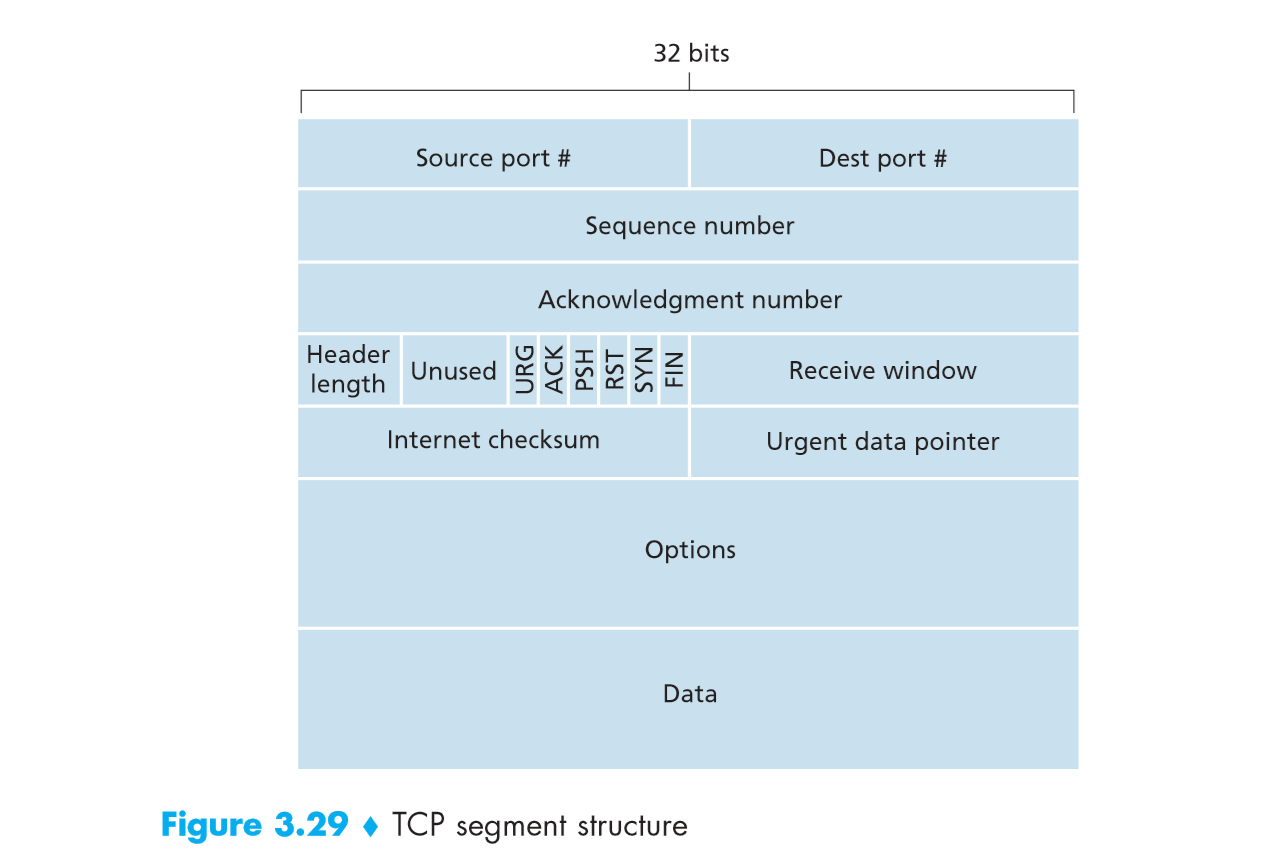 32 bits
Source port #
Dest port #
Sequence number
Acknowledgment number
Header
length
Unused
URG
ACK
PSH
RST
SYN
FIN
Receive window
Internet checksum
Urgent data pointer
Options
Data
Figure 3.29 ♦ TCP segment structure